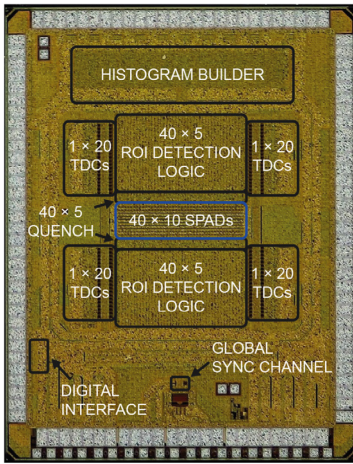 HISTOGRAM BUILDER
1 × 20
TDCs
40 × 5
ROI DETECTION
LOGIC
1 × 20
TDCs
40 × 5
QUENCH
40 × 10 SPADs
1 × 20
TDCs
40 × 5
ROI DETECTION
LOGIC
1 × 20
TDCs
GLOBAL
SYNC CHANNEL
DIGITAL
INTERFACE